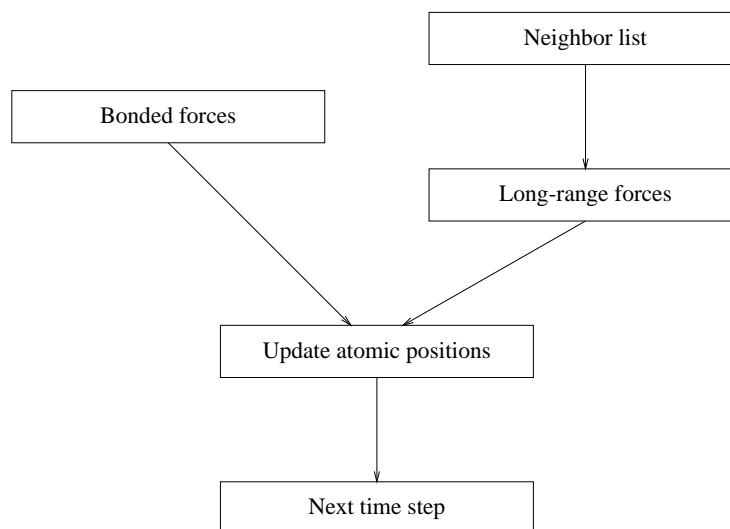 Neighbor list
Bonded forces
Long-range forces
Update atomic positions
Next time step